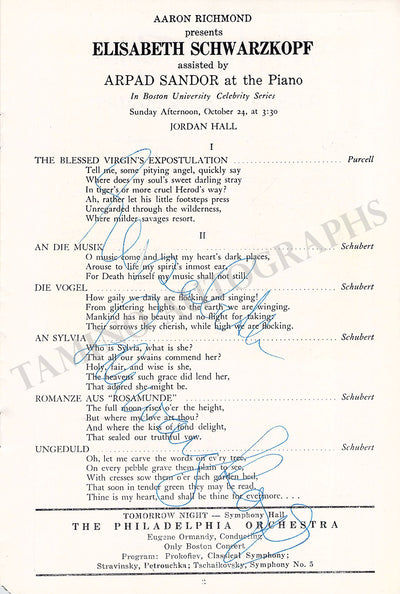 AARON RICHMOND
presents
ELISABETH SCHWARZKOPF
assisted by
ARPAD SANDOR at the Piano
In Boston University Celebrity Series
Sunday Afternoon, October 24, at 3:30
JORDAN HALL
I
THE BLESSED VIRGIN'S EXPOSTULATION Purcell
Tell me, some pitying angel, quickly say
Where does my soul's sweet darling stray
In tiger's or more cruel Herod's way?
Ah, rather let his little footsteps press
Unregarded through the wilderness,
Where milder savages resort.
II
AN DIE MUSIK Schubert
O music come and light my heart's dark places,
Arouse to life my spirit's inmost ear,
For Death himself my music shall not still.
DIE VOGEL Schubert
How gaily we daily are flocking and singing!
From glittering heights to the earth we are winging.
Mankind has no beauty and no flight for taking,
Their sorrows they cherish, while high we are flocking.
AN SYLVIA Schubert
Who is Sylvia, what is she?
That all our swains commend her?
Holy, fair, and wise is she,
The heavens such grace did lend her,
That adored she might be.
ROMANZE AUS "ROSAMUNDE" Schubert
The full moon rose o'er the height,
But where my love art thou?
And where the kiss of fond delight,
That sealed our truthful vow.
UNGEDULD Schubert
Oh, let me carve the words on ev'ry tree,
On every pebble grave them plain to see,
With cresses sow them o'er each garden bed,
That soon in tender green they may be read,
Thine is my heart, and shall be thine for evermore. . . .
TOMORROW NIGHT — Symphony Hall
THE PHILADELPHIA ORCHESTRA
Eugene Ormandy, Conducting
Only Boston Concert
Program: Prokofiev, Classical Symphony;
Stravinsky, Petrouchka; Tschaikovsky, Symphony No. 5
Elisabeth
Schwarzkopf
TAMINO AUTOGRAPHS